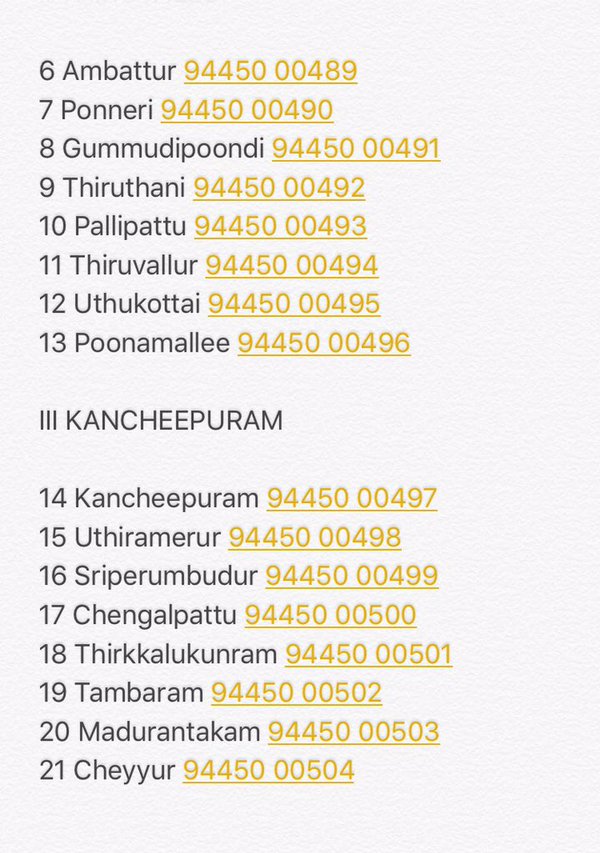 6 Ambattur 94450 00489
7 Ponneri 94450 00490
8 Gummudipoondi 94450 00491
9 Thiruthani 94450 00492
10 Pallipattu 94450 00493
11 Thiruvallur 94450 00494
12 Uthukottai 94450 00495
13 Poonamallee 94450 00496
III KANCHEEPURAM
14 Kancheepuram 94450 00497
15 Uthiramerur 94450 00498
16 Sriperumbudur 94450 00499
17 Chengalpattu 94450 00500
18 Thirkkalukunram 94450 00501
19 Tambaram 94450 00502
20 Madurantakam 94450 00503
21 Cheyyur 94450 00504